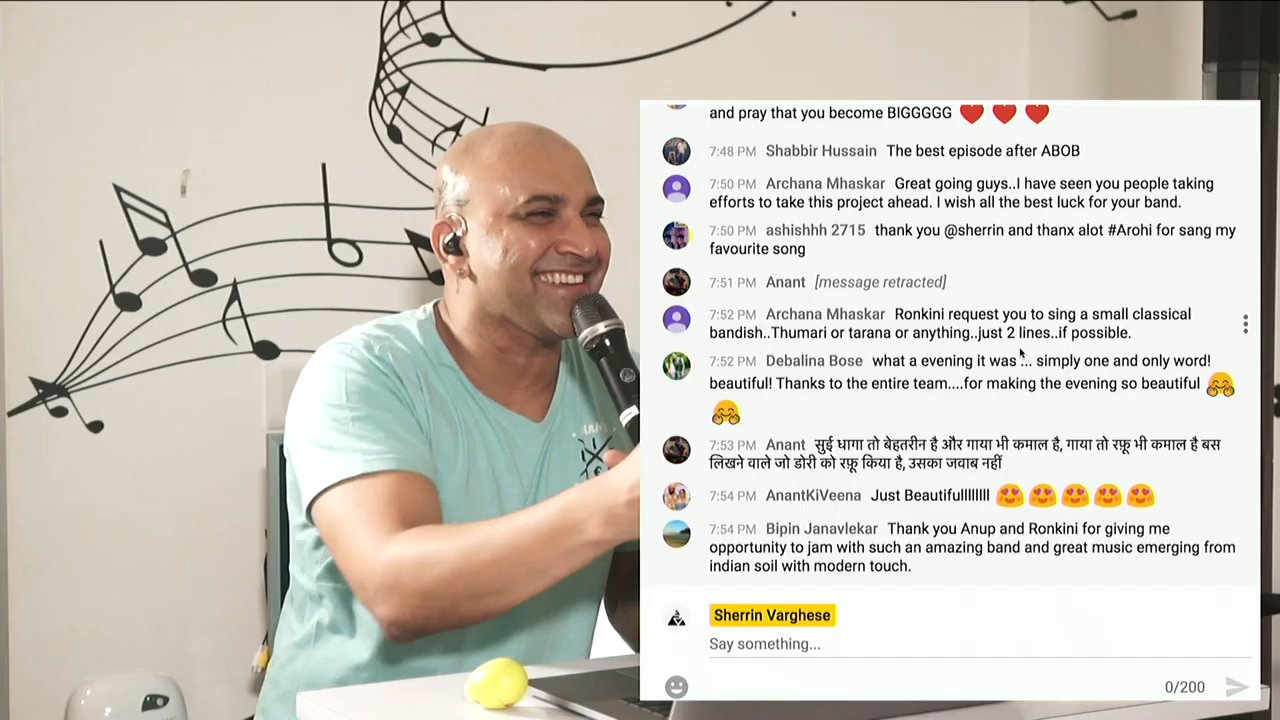 and pray that you become BIGGGGG
7:48 PM Shabbir Hussain The best episode after ABOB
7:50 PM Archana Mhaskar Great going guys..I have seen you people taking
efforts to take this project ahead. I wish all the best luck for your band.
7:50 PM ashishhh 2715 thank you @sherrin and thanx alot #Arohi for sang my
favourite song
7:51 PM Anant [message retracted]
7:52 PM Archana Mhaskar Ronkini request you to sing a small classical
bandish..Thumari or tarana or anything..just 2 lines..if possible.
7:52 PM Debalina Bose what a evening it was ... simply one and only word!
beautiful! Thanks to the entire team....for making the evening so beautiful
7:53 PM Anant सुई धागा तो बेहतरीन है और गाया भी कमाल है, गाया तो रफ़ू भी कमाल है बस
लिखने वाले जो डोरी को रफ़ू किया है, उसका जवाब नहीं
7:54 PM AnantKiVeena Just Beautifulllllll
7:54 PM Bipin Janavlekar Thank you Anup and Ronkini for giving me
opportunity to jam with such an amazing band and great music emerging from
indian soil with modern touch.
Sherrin Varghese
Say something...
0/200